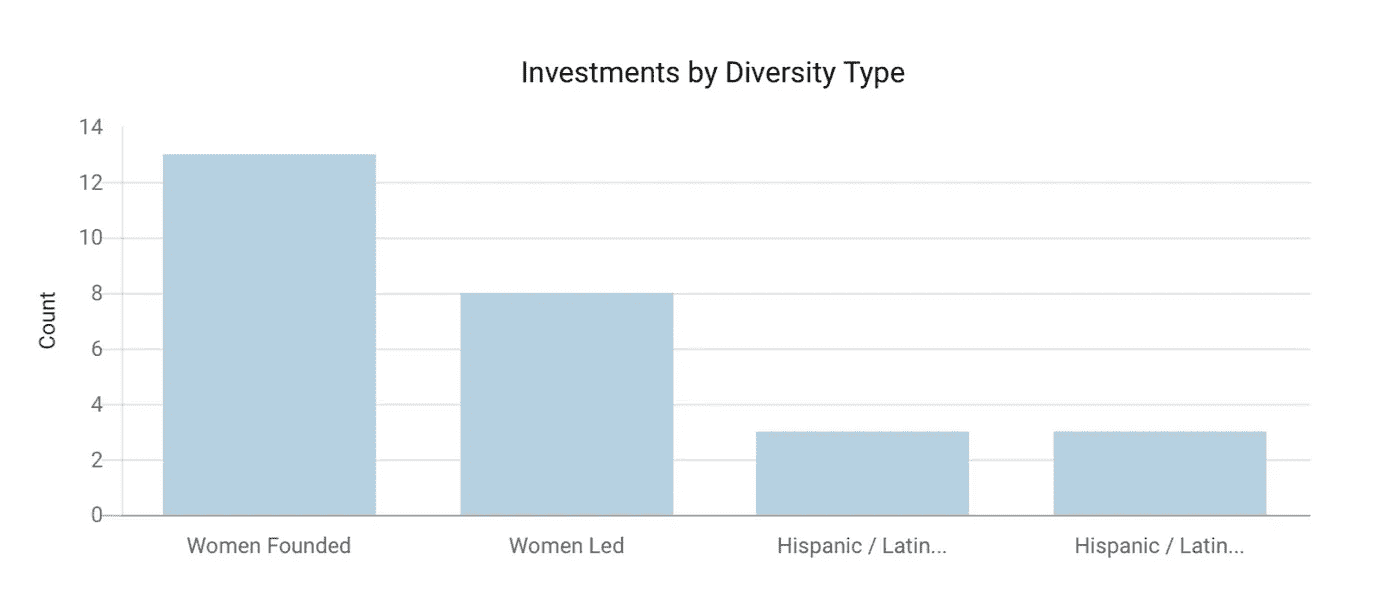 Investments by Diversity Type
14
12
10
8
6
4
2
0
Count
Women Founded
Women Led
Hispanic / Latin...
Hispanic / Latin...